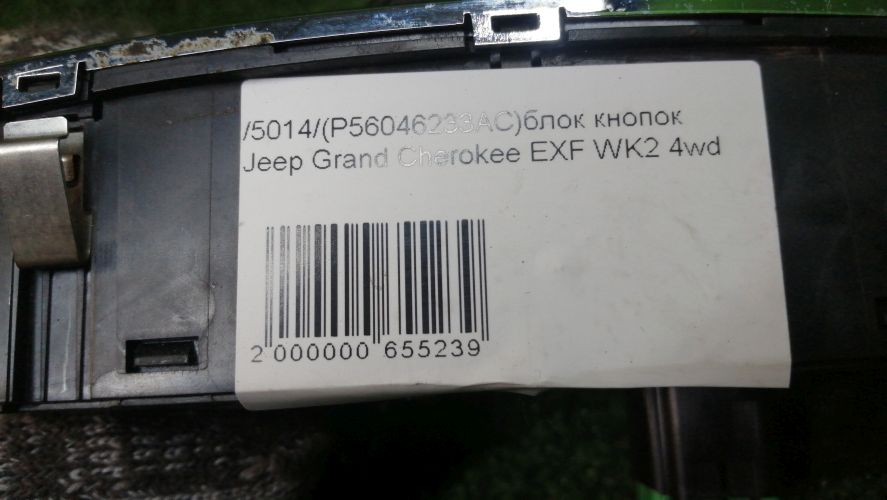 /5014/(P56046233AC)блок кнопок
Jeep Grand Cherokee EXF WK2 4wd
2 000000 655239